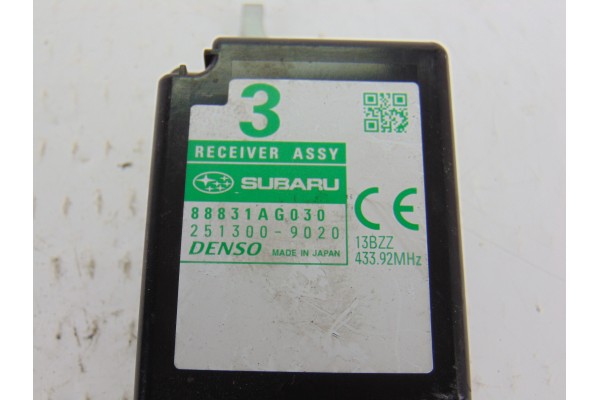 3
RECEIVER ASSY
SUBARU
88831AG030
251300-9020
DENSO MADE IN JAPAN
CE
13BZZ
433.92MHz